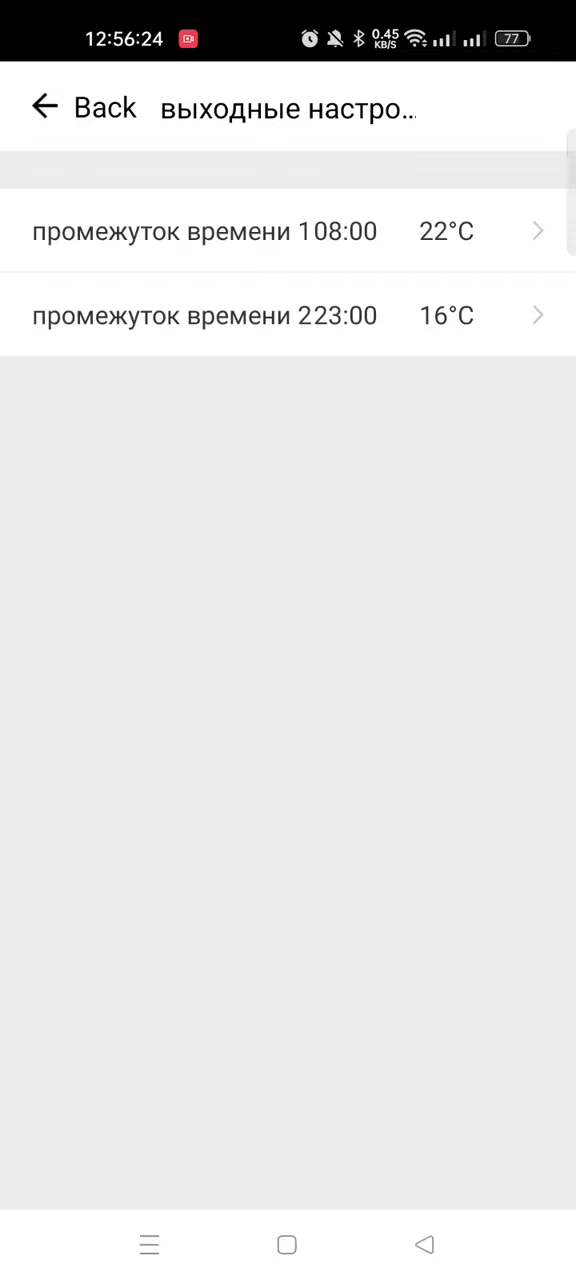 12:56:24 0.45 KB/S 77
Back выходные настро...
промежуток времени 108:00 22°C
промежуток времени 223:00 16°C